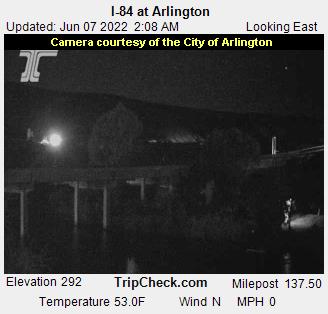 I-84 at Arlington
Updated: Jun 07 2022 2:08 AM Looking East
Camera courtesy of the City of Arlington
Elevation 292 TripCheck.com Milepost 137.50
Temperature 53.0F Wind N MPH 0